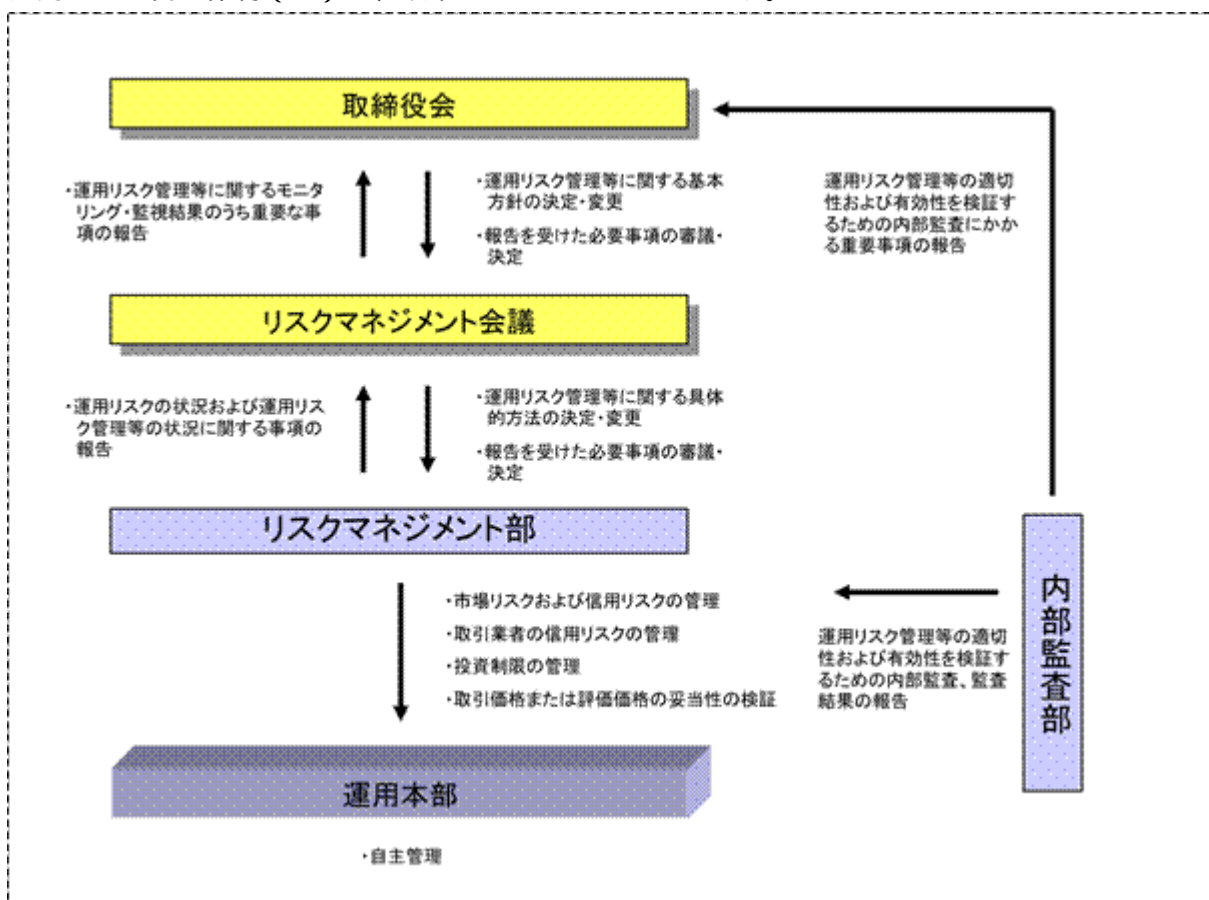 取締役会
・運用リスク管理等に関するモニタ
リング・監視結果のうち重要な事
項の報告
・運用リスク管理等に関する基本
方針の決定・変更
・報告を受けた必要事項の審議・
決定
運用リスク管理等の適切
性および有効性を検証す
るための内部監査にかか
る重要事項の報告
リスクマネジメント会議
・運用リスクの状況および運用リス
ク管理等の状況に関する事項の
報告
・運用リスク管理等に関する具体
的方法の決定・変更
・報告を受けた必要事項の審議・
決定
リスクマネジメント部
・市場リスクおよび信用リスクの管理
・取引業者の信用リスクの管理
・投資制限の管理
・取引価格または評価価格の妥当性の検証
運用リスク管理等の適切
性および有効性を検証す
るための内部監査、監査
結果の報告
内部監査部
運用本部
・自主管理